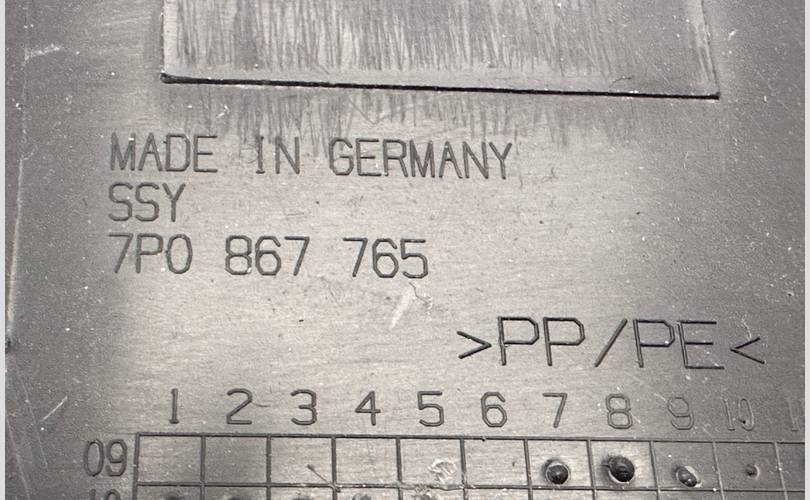 MADE IN GERMANY
SSY
7P0 867 765
>PP/PE<
1 2 3 4 5 6 7 8 9 10
09